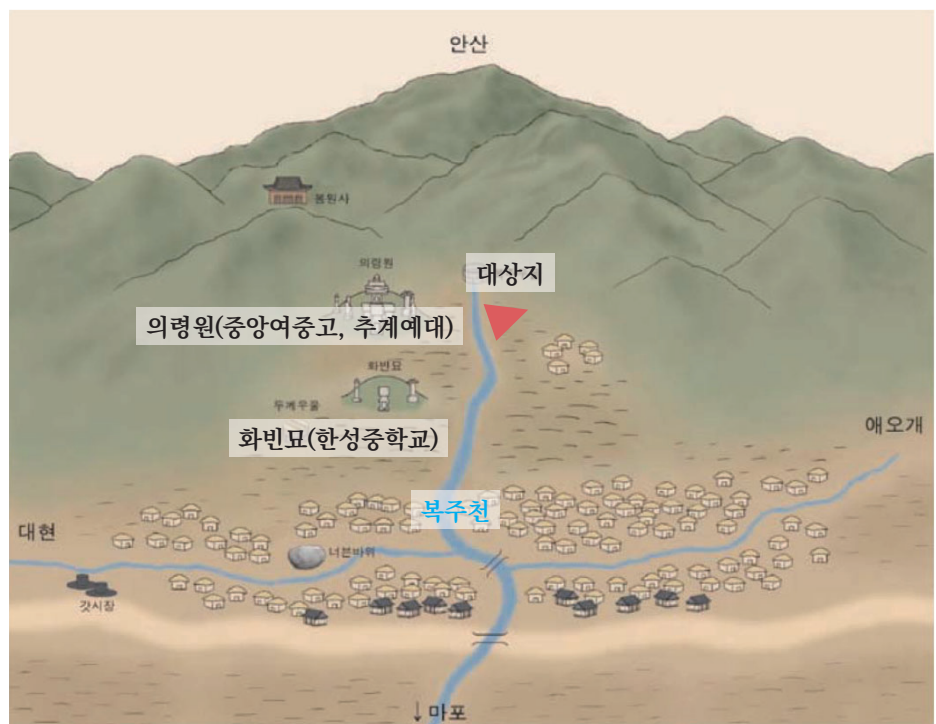 안산
봉원사
의령원
대상지
의령원(중앙여중고, 추계예대)
화빈묘
두께우물
화빈묘(한성중학교)
애오개
복주천
대현
너븐바위
갓시장
↓마포